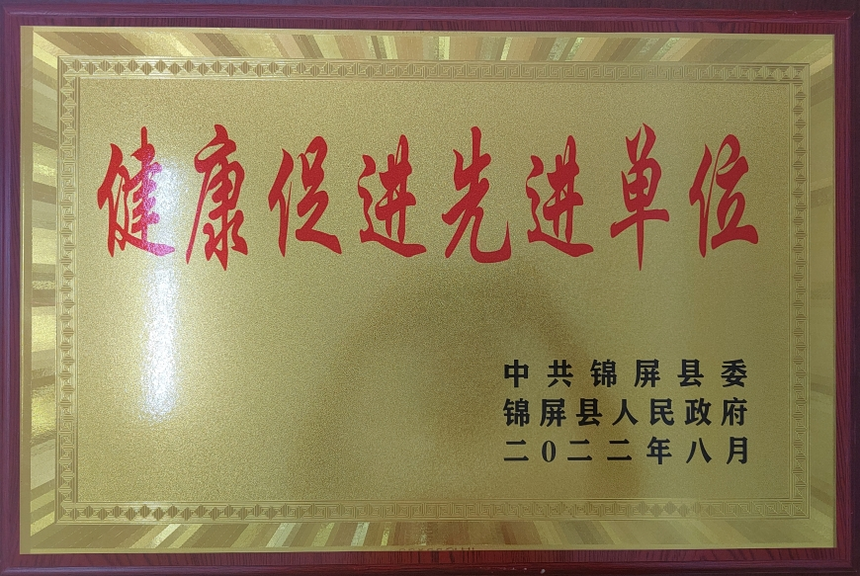 健康促进先进单位
中共锦屏县委
锦屏县人民政府
二0二二年八月